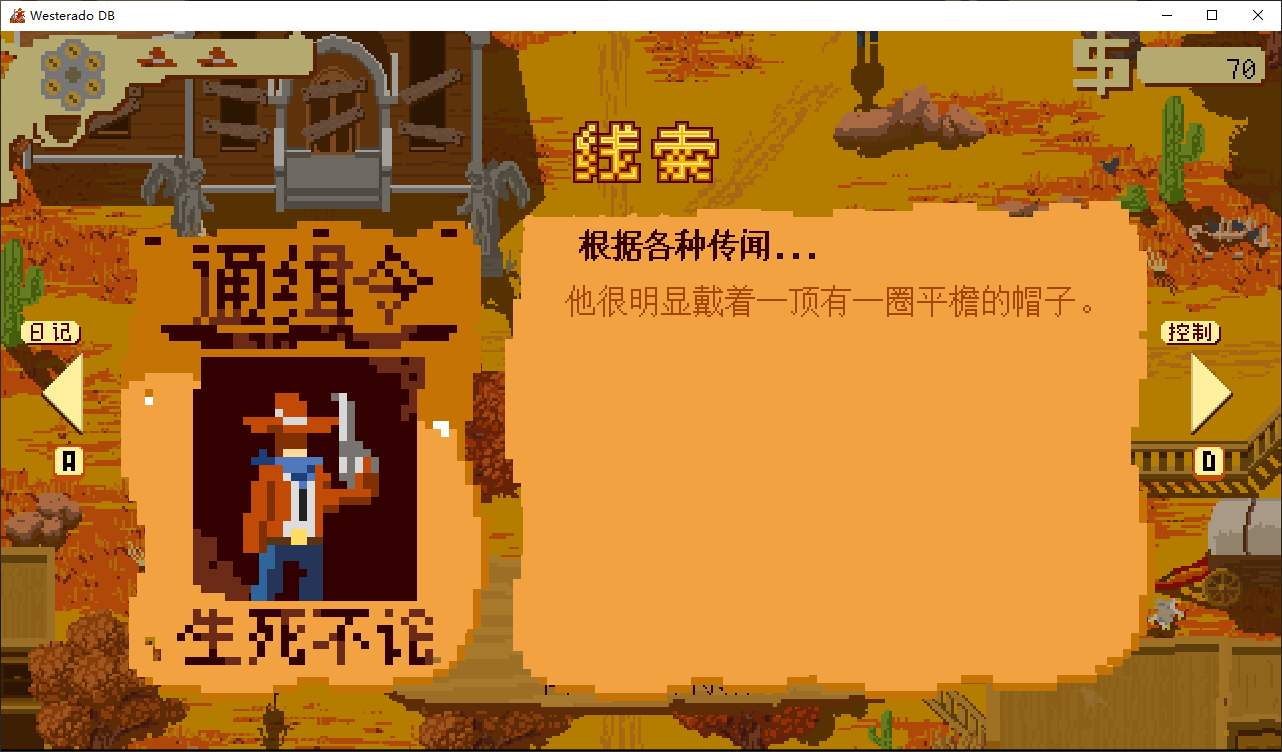 Westerado DB
70
线索
通缉令
根据各种传闻...
他很明显戴着一顶有一圈平檐的帽子。
日记
控制
A
D
生死不论